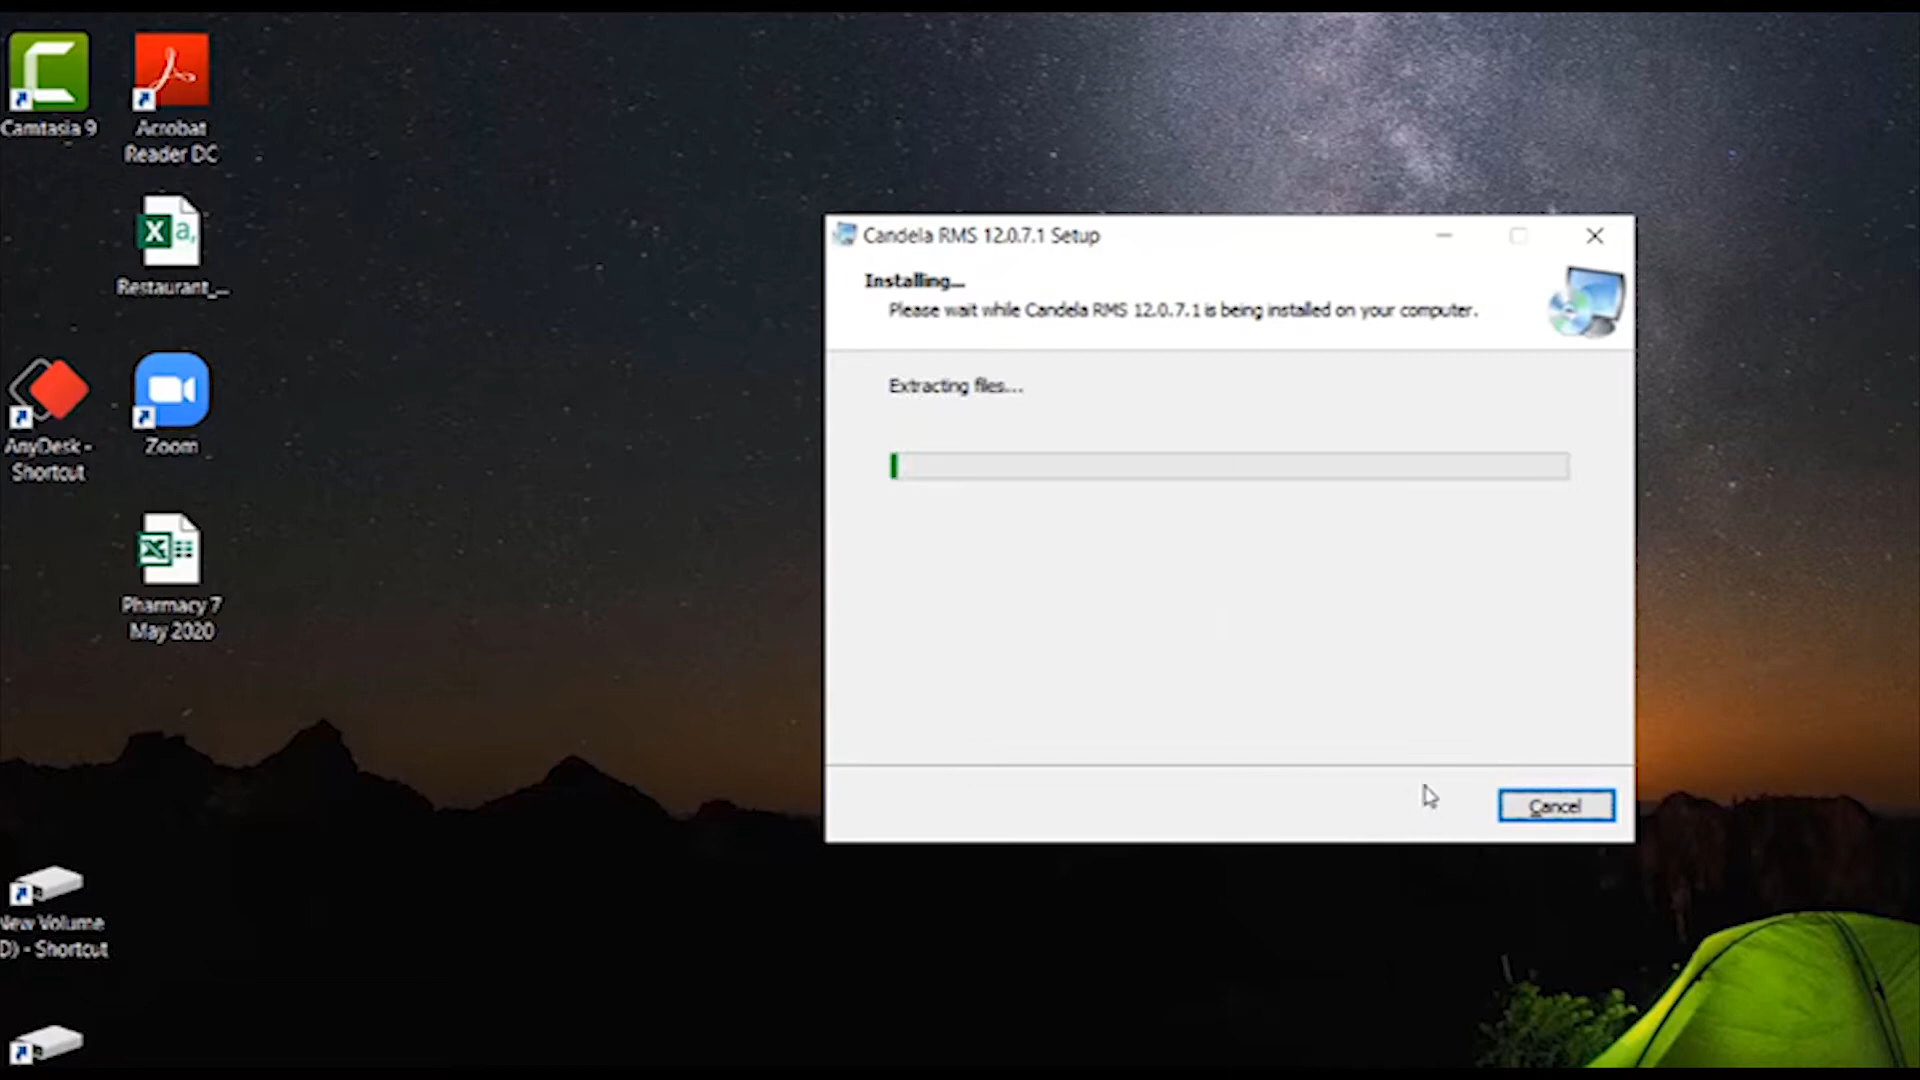 Camtasia 9
Acrobat
Reader DC
Restaurant_...
AnyDesk -
Shortcut
Zoom
Pharmacy 7
May 2020
New Volume
D) - Shortcut
Candela RMS 12.0.7.1 Setup
Installing...
Please wait while Candela RMS 12.0.7.1 is being installed on your computer.
Extracting files...
Cancel